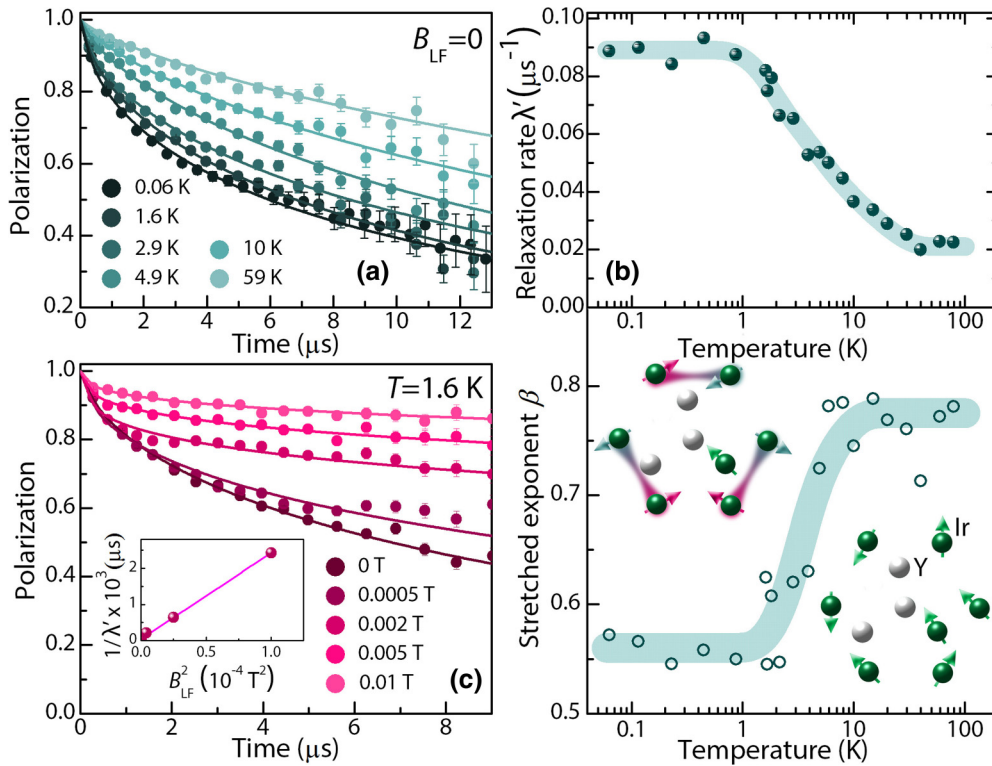 1.0
0.8
0.6
0.4
0.2
Polarization
B_LF=0
0.06 K
1.6 K
2.9 K
4.9 K
10 K
59 K
(a)
0 2 4 6 8 10 12
Time (μs)
0.10
0.08
0.06
0.04
0.02
0.00
Relaxation rate λ′ (μs⁻¹)
(b)
0.1 1 10 100
Temperature (K)
1.0
0.8
0.6
0.4
0.2
0.0
Polarization
T=1.6 K
0 T
0.0005 T
0.002 T
0.005 T
0.01 T
(c)
2
1
0
1/λ′ x 10³ (μs)
0.0 0.5 1.0
B²_LF (10⁻⁴ T²)
0 2 4 6 8
Time (μs)
0.8
0.7
0.6
0.5
Stretched exponent β
Ir
Y
0.1 1 10 100
Temperature (K)